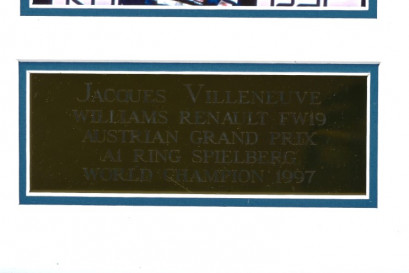 JACQUES VILLENEUVE
WILLIAMS RENAULT FW19
AUSTRIAN GRAND PRIX
A1 RING SPIELBERG
WORLD CHAMPION 1997